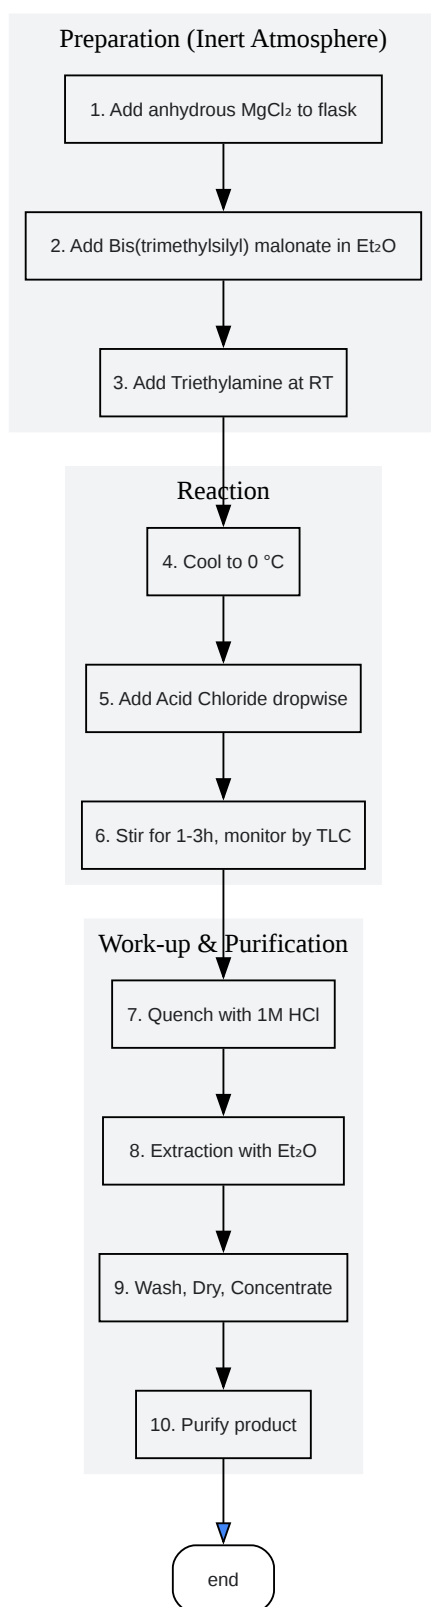 Preparation (Inert Atmosphere)
1. Add anhydrous MgCl₂ to flask
2. Add Bis(trimethylsilyl) malonate in Et₂O
3. Add Triethylamine at RT
Reaction
4. Cool to 0 °C
5. Add Acid Chloride dropwise
6. Stir for 1-3h, monitor by TLC
Work-up & Purification
7. Quench with 1M HCl
8. Extraction with Et₂O
9. Wash, Dry, Concentrate
10. Purify product
end